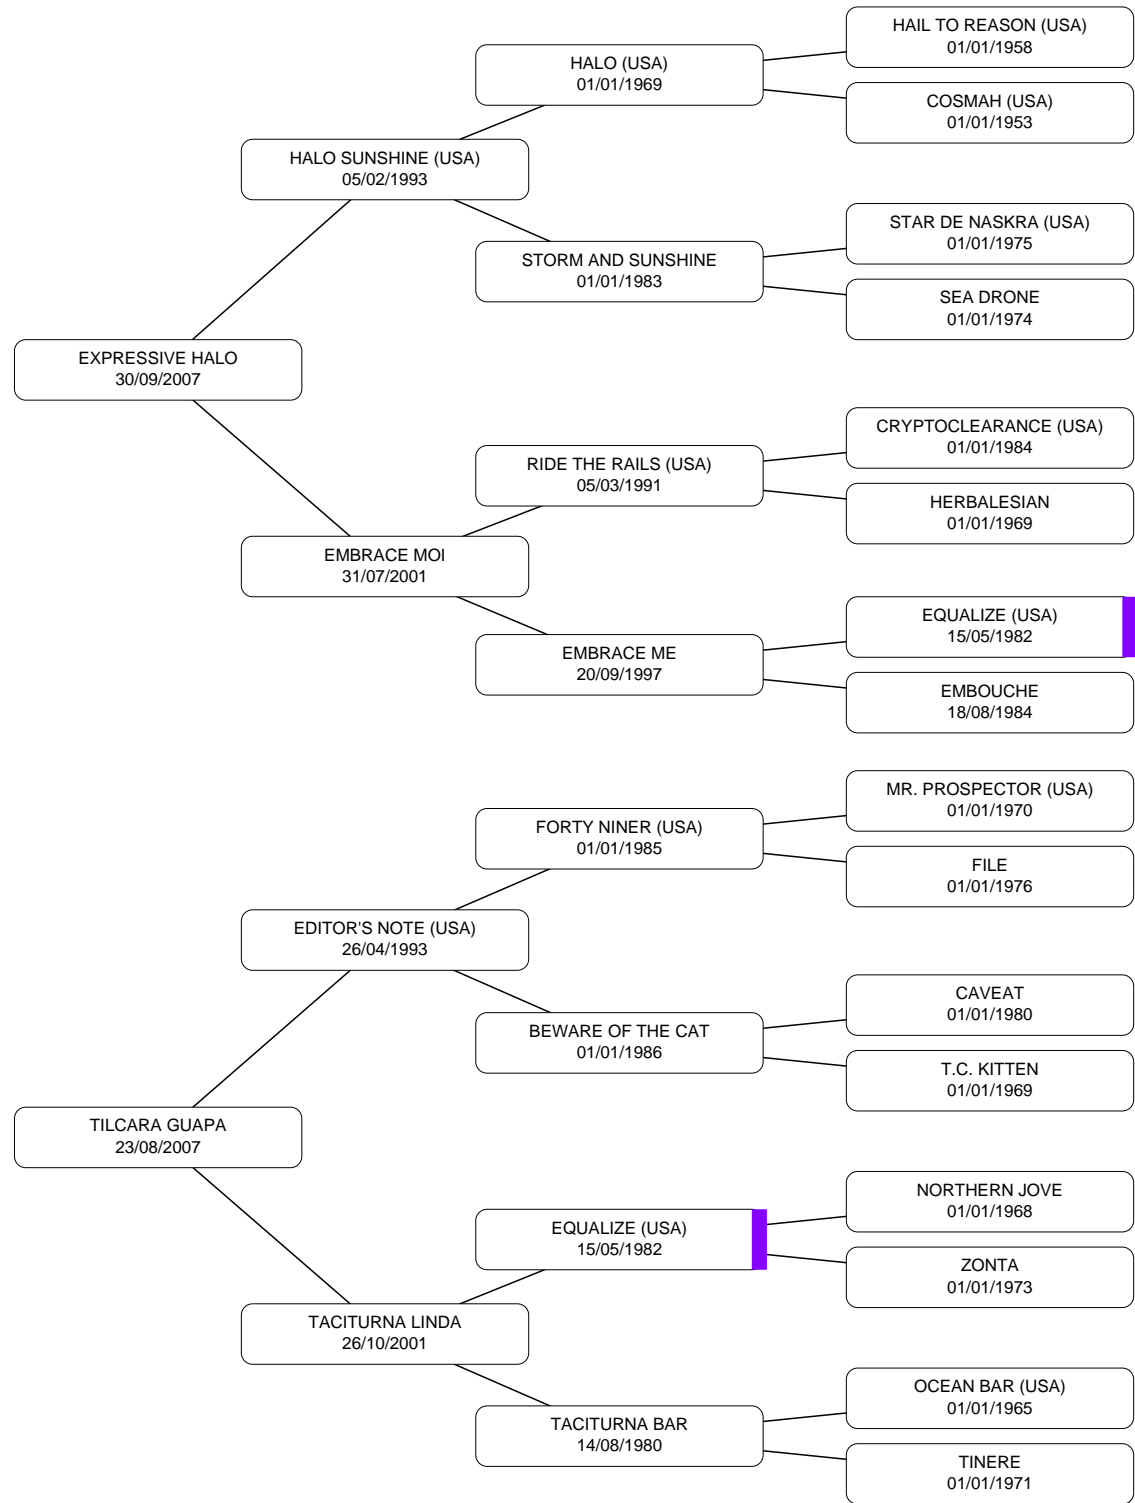 HAIL TO REASON (USA)
01/01/1958
HALO (USA)
01/01/1969
COSMAH (USA)
01/01/1953
HALO SUNSHINE (USA)
05/02/1993
STAR DE NASKRA (USA)
01/01/1975
STORM AND SUNSHINE
01/01/1983
SEA DRONE
01/01/1974
EXPRESSIVE HALO
30/09/2007
CRYPTOCLEARANCE (USA)
01/01/1984
RIDE THE RAILS (USA)
05/03/1991
HERBALESIAN
01/01/1969
EMBRACE MOI
31/07/2001
EQUALIZE (USA)
15/05/1982
EMBRACE ME
20/09/1997
EMBOUCHE
18/08/1984
MR. PROSPECTOR (USA)
01/01/1970
FORTY NINER (USA)
01/01/1985
FILE
01/01/1976
EDITOR'S NOTE (USA)
26/04/1993
CAVEAT
01/01/1980
BEWARE OF THE CAT
01/01/1986
T.C. KITTEN
01/01/1969
TILCARA GUAPA
23/08/2007
NORTHERN JOVE
01/01/1968
EQUALIZE (USA)
15/05/1982
ZONTA
01/01/1973
TACITURNA LINDA
26/10/2001
OCEAN BAR (USA)
01/01/1965
TACITURNA BAR
14/08/1980
TINERE
01/01/1971